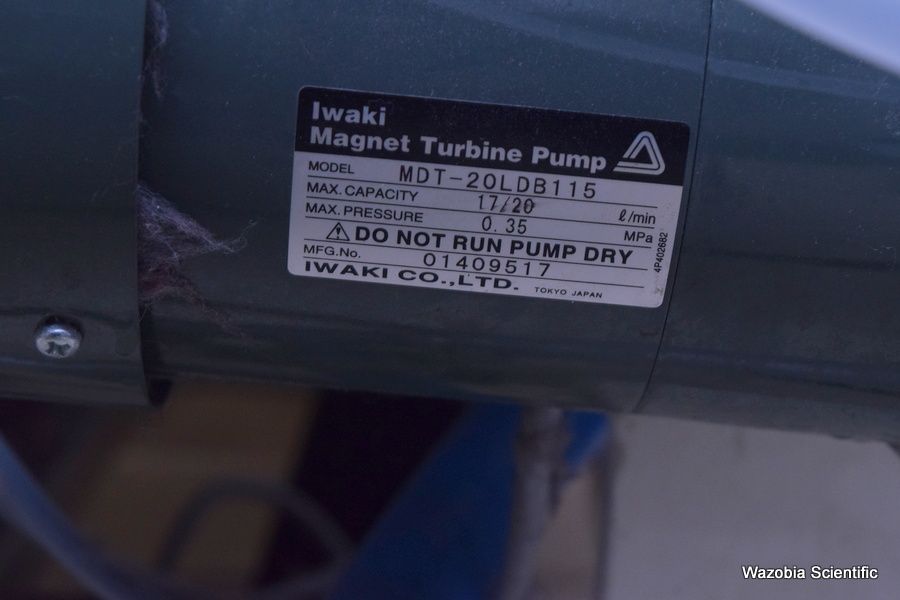 Iwaki
Magnet Turbine Pump
MODEL MDT-20LDB115
MAX. CAPACITY 17/20 ℓ/min
MAX. PRESSURE 0.35 MPa
⚠ DO NOT RUN PUMP DRY
MFG.No. 01409517
IWAKI CO.,LTD. TOKYO JAPAN
4P402682
Wazobia Scientific